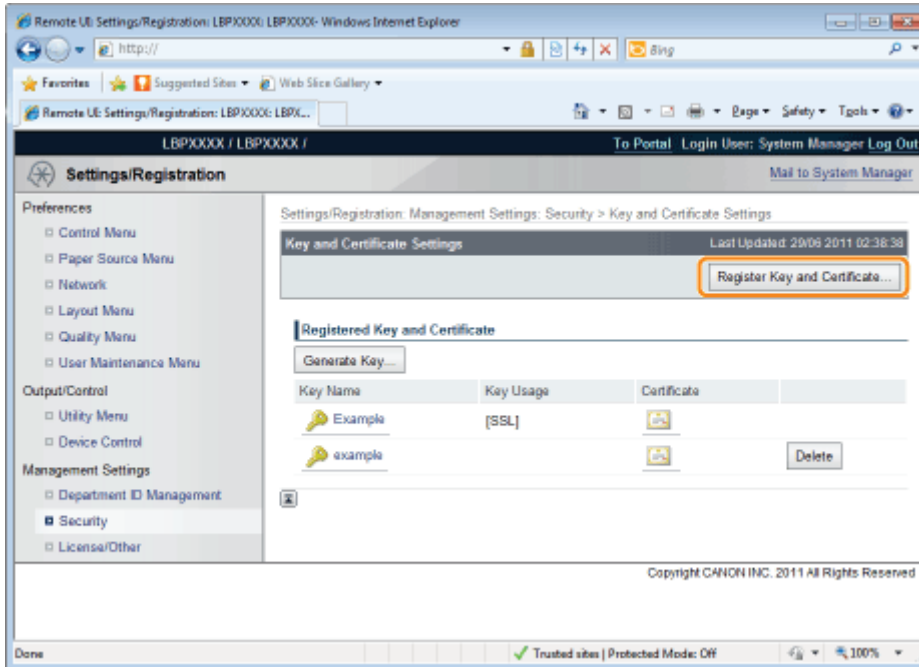 Remote UI: Settings/Registration: LBPXXXX: LBPXXXX- Windows Internet Explorer
http://
Bing
Favorites Suggested Sites Web Slice Gallery
Remote UI: Settings/Registration: LBPXXXX: LBPX...
Page Safety Tools
LBPXXXX / LBPXXXX /
To Portal Login User: System Manager Log Out
Settings/Registration
Mail to System Manager
Preferences
Control Menu
Paper Source Menu
Network
Layout Menu
Quality Menu
User Maintenance Menu
Output/Control
Utility Menu
Device Control
Management Settings
Department ID Management
Security
License/Other
Settings/Registration: Management Settings: Security > Key and Certificate Settings
Key and Certificate Settings
Last Updated: 29/06 2011 02:38:38
Register Key and Certificate...
Registered Key and Certificate
Generate Key...
Key Name Key Usage Certificate
Example [SSL]
example Delete
Copyright CANON INC. 2011 All Rights Reserved
Done
Trusted sites | Protected Mode: Off
100%